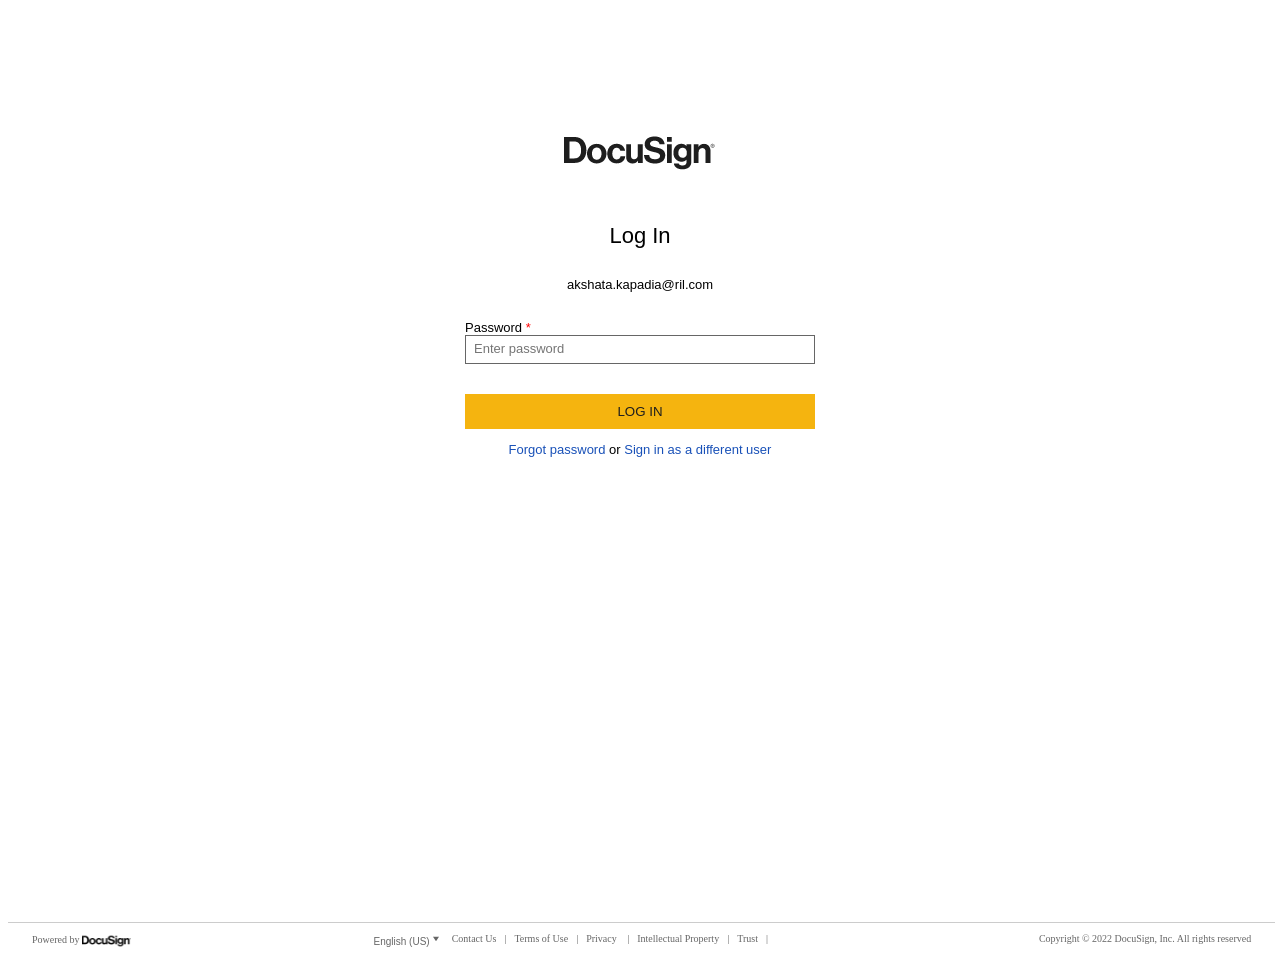 DocuSign®
Log In
akshata.kapadia@ril.com
Password *
Enter password
LOG IN
Forgot password or Sign in as a different user
Powered by DocuSign English (US) Contact Us | Terms of Use | Privacy | Intellectual Property | Trust | Copyright © 2022 DocuSign, Inc. All rights reserved